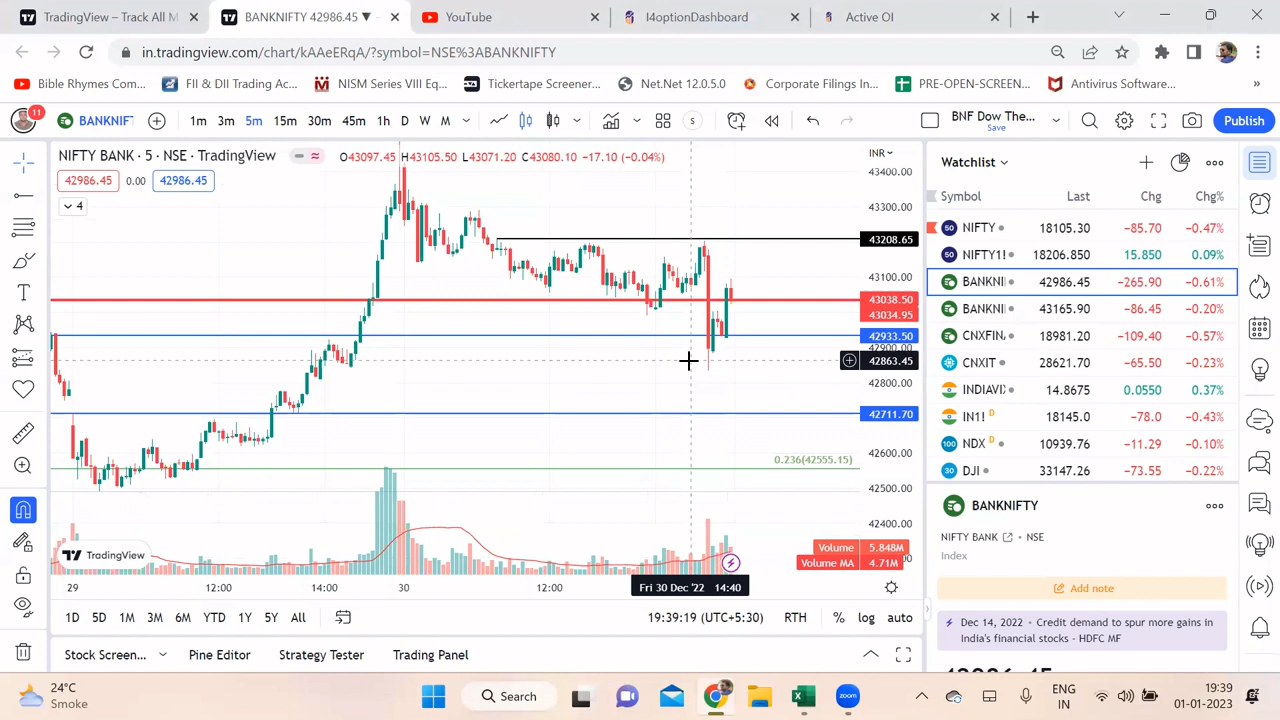 TradingView – Track All M
BANKNIFTY 42986.45 ▼
YouTube
I4optionDashboard
Active OI
in.tradingview.com/chart/kAAeERqA/?symbol=NSE%3ABANKNIFTY
Bible Rhymes Com...
FII & DII Trading Ac...
NISM Series VIII Eq...
Tickertape Screener...
Net.Net 12.0.5.0
Corporate Filings In...
PRE-OPEN-SCREEN...
Antivirus Software...
»
11
BANKNIFT
1m 3m 5m 15m 30m 45m 1h D W M
S
BNF Dow The...
Save
Publish
NIFTY BANK · 5 · NSE · TradingView
O43097.45 H43105.50 L43071.20 C43080.10 -17.10 (-0.04%)
42986.45 0.00 42986.45
4
INR
43400.00
43300.00
43208.65
43100.00
43038.50
43034.95
42933.50
42900.00
42863.45
42800.00
42711.70
42600.00
0.236(42555.15)
42500.00
42400.00
Volume 5.848M
Volume MA 4.71M
TradingView
29 12:00 14:00 30 12:00
Fri 30 Dec '22 14:40
1D 5D 1M 3M 6M YTD 1Y 5Y All
19:39:19 (UTC+5:30)
RTH % log auto
Stock Screen...
Pine Editor
Strategy Tester
Trading Panel
Watchlist
Symbol Last Chg Chg%
50 NIFTY 18105.30 -85.70 -0.47%
50 NIFTY1! 18206.850 15.850 0.09%
BANKNI 42986.45 -265.90 -0.61%
BANKNI 43165.90 -86.45 -0.20%
CNXFIN 18981.20 -109.40 -0.57%
CNXIT 28621.70 -65.50 -0.23%
INDIAVI 14.8675 0.0550 0.37%
IN1! D 18145.0 -78.0 -0.43%
100 NDX D 10939.76 -11.29 -0.10%
30 DJI 33147.26 -73.55 -0.22%
BANKNIFTY
NIFTY BANK · NSE
Index
Add note
Dec 14, 2022 · Credit demand to spur more gains in
India's financial stocks - HDFC MF
42986.45
24°C
Smoke
Search
zoom
ENG
IN
19:39
01-01-2023